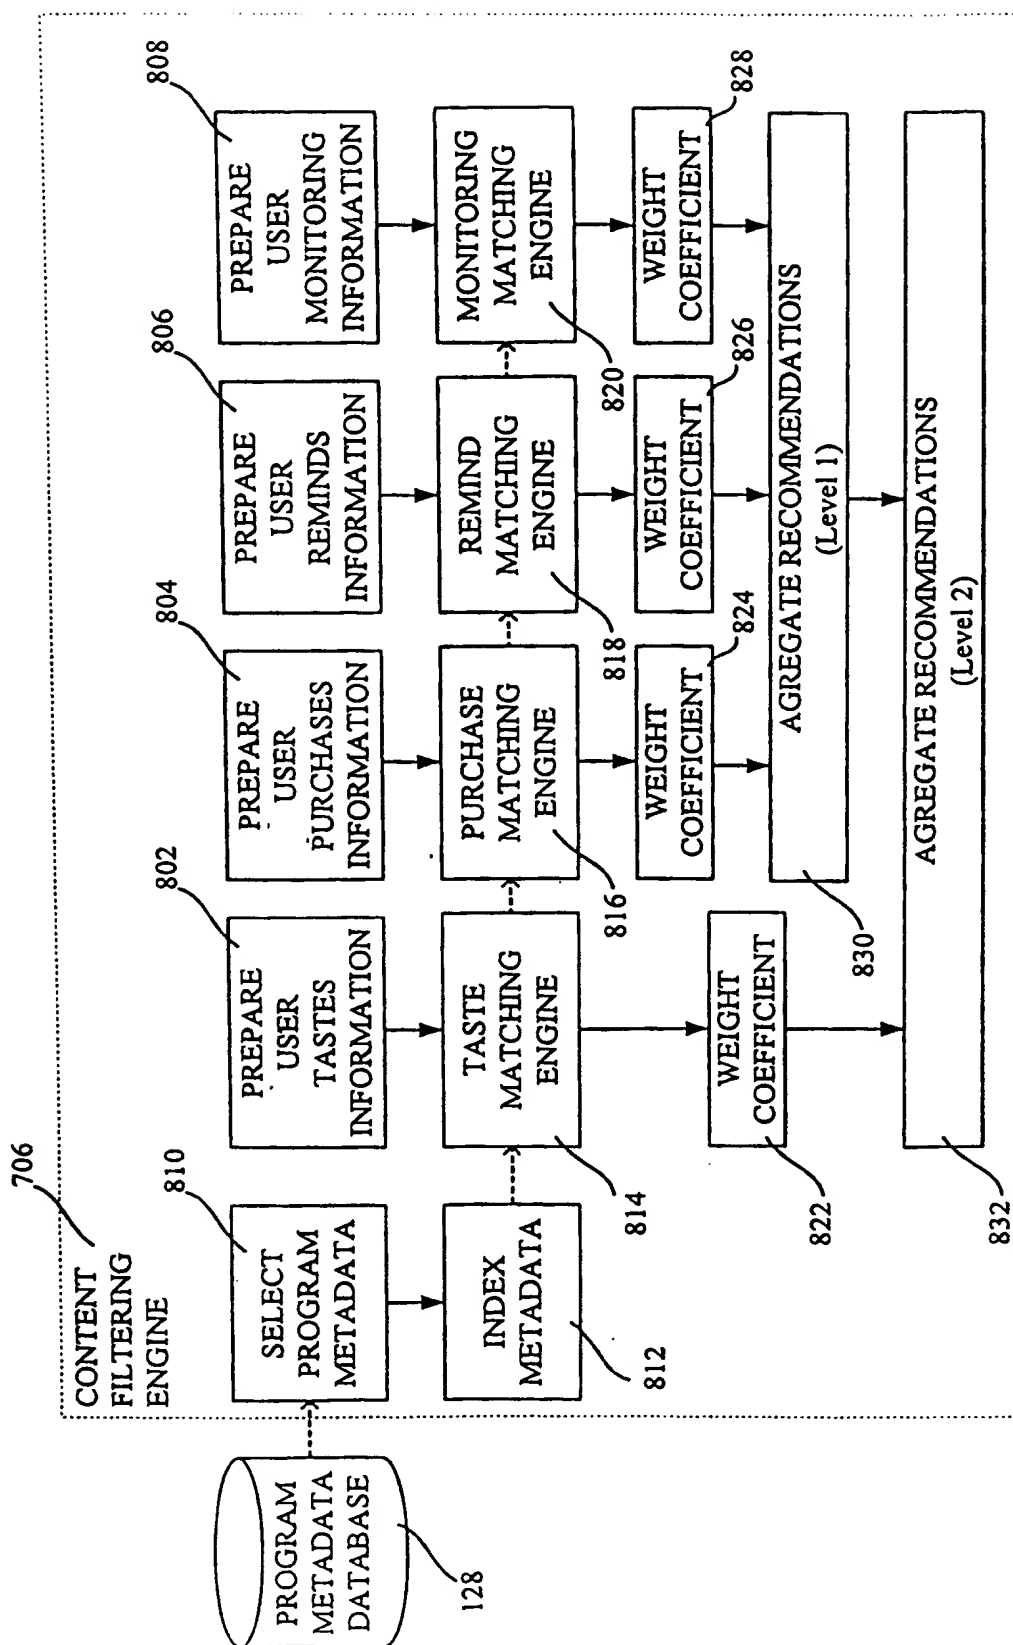 706
CONTENT
FILTERING
ENGINE
PROGRAM
METADATA
DATABASE
128
810
SELECT
PROGRAM
METADATA
802
PREPARE
USER
TASTES
INFORMATION
804
PREPARE
USER
PURCHASES
INFORMATION
806
PREPARE
USER
REMINDS
INFORMATION
808
PREPARE
USER
MONITORING
INFORMATION
INDEX
METADATA
812
TASTE
MATCHING
ENGINE
814
PURCHASE
MATCHING
ENGINE
816
REMIND
MATCHING
ENGINE
818
MONITORING
MATCHING
ENGINE
820
WEIGHT
COEFFICIENT
822
WEIGHT
COEFFICIENT
824
WEIGHT
COEFFICIENT
826
WEIGHT
COEFFICIENT
828
AGREGATE RECOMMENDATIONS
(Level 1)
830
AGREGATE RECOMMENDATIONS
(Level 2)
832